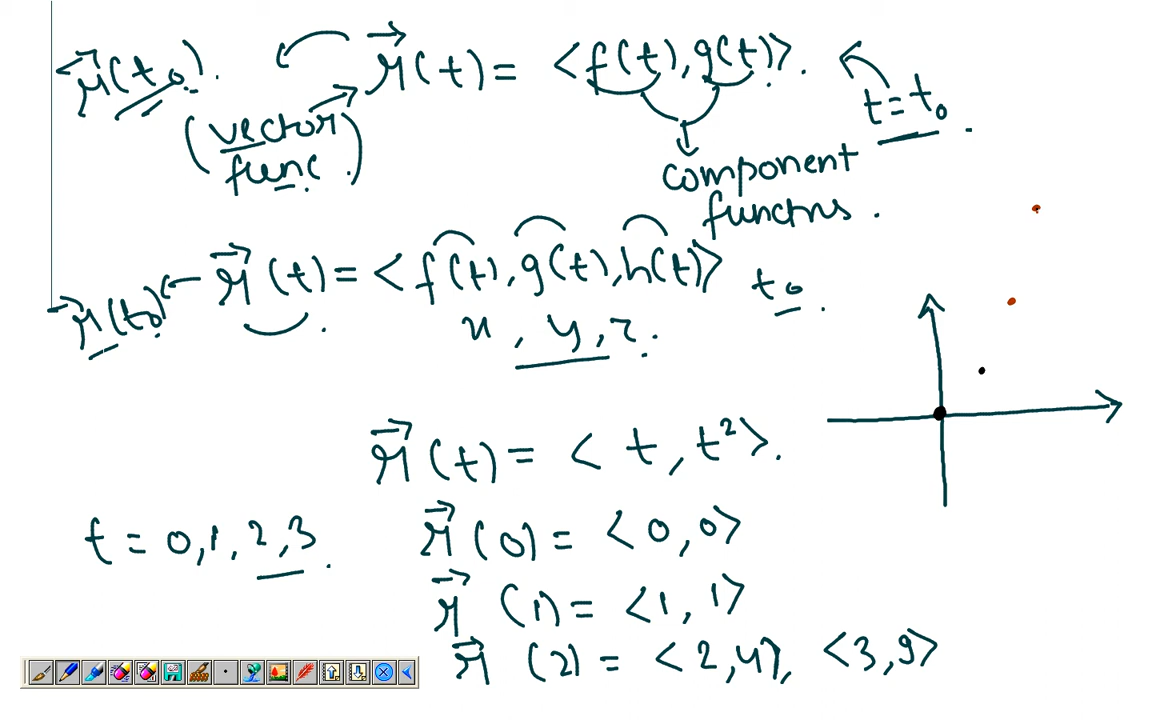 r⃗(t₀). r⃗(t) = <f(t), g(t)>. t = t₀.
(vector
func.)
component
functns.
r⃗(t₀) ← r⃗(t) = <f(t), g(t), h(t)> t₀.
x, y, z.
r⃗(t) = < t, t²>.
t = 0, 1, 2, 3. r⃗(0) = <0, 0>
r⃗(1) = <1, 1>
r⃗(2) = <2, 4>, <3, 9>